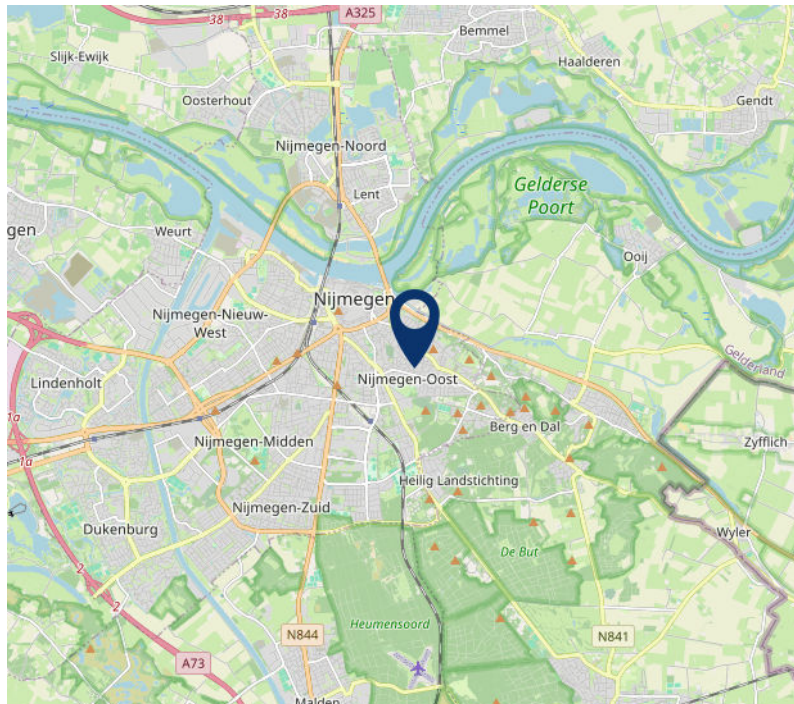 38
38
A325
Bemmel
Slijk-Ewijk
Haalderen
Oosterhout
Gendt
Nijmegen-Noord
Gelderse
Poort
Lent
gen
Weurt
Ooij
Nijmegen
Nijmegen-Nieuw-
West
Gelderland
Lindenholt
Nijmegen-Oost
1a
Berg en Dal
Nijmegen-Midden
Zyfflich
1a
Heilig Landstichting
Nijmegen-Zuid
Dukenburg
De But
Wyler
2
2
Heumensoord
N844
N841
A73
Malden